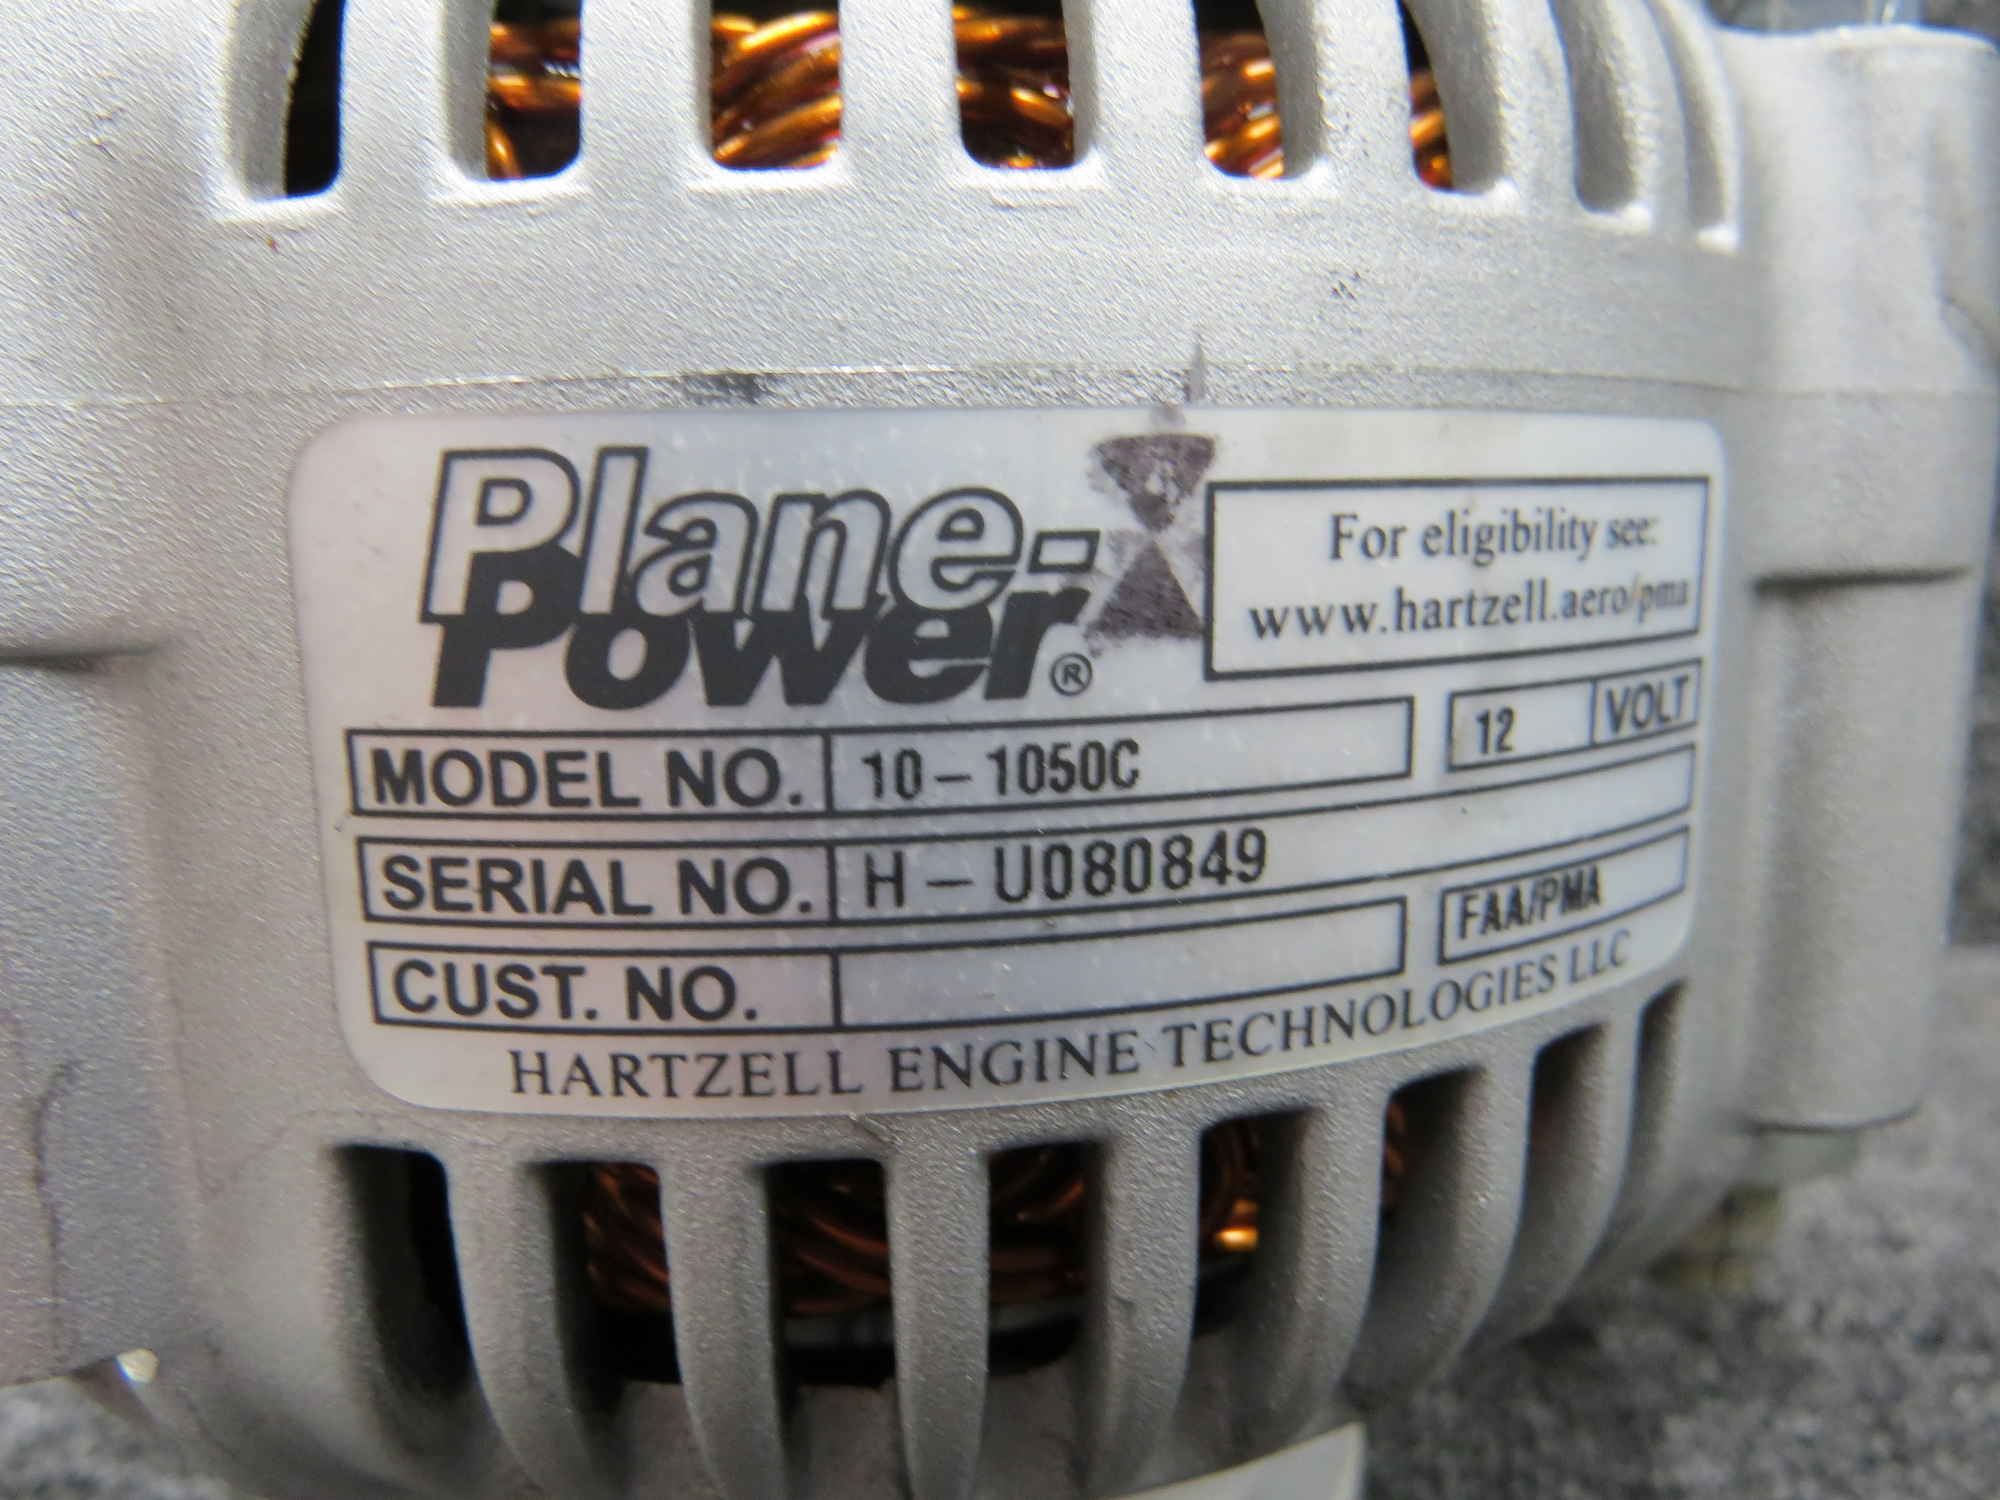 Plane-
Power®
For eligibility see:
www.hartzell.aero/pma
MODEL NO. 10-1050C 12 VOLT
SERIAL NO. H-U080849
CUST. NO. FAA/PMA
HARTZELL ENGINE TECHNOLOGIES LLC